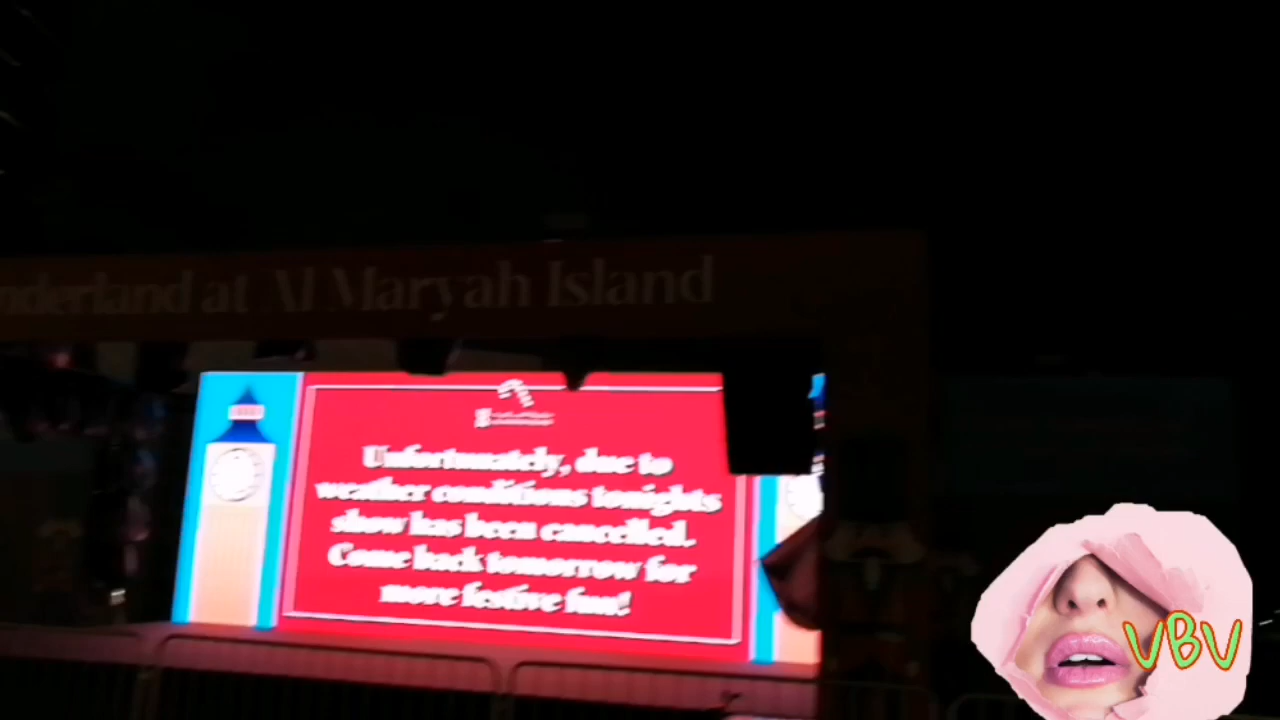 nderland at Al Maryah Island
Unfortunately, due to
weather conditions tonights
show has been cancelled.
Come back tomorrow for
more festive fun!
VBV